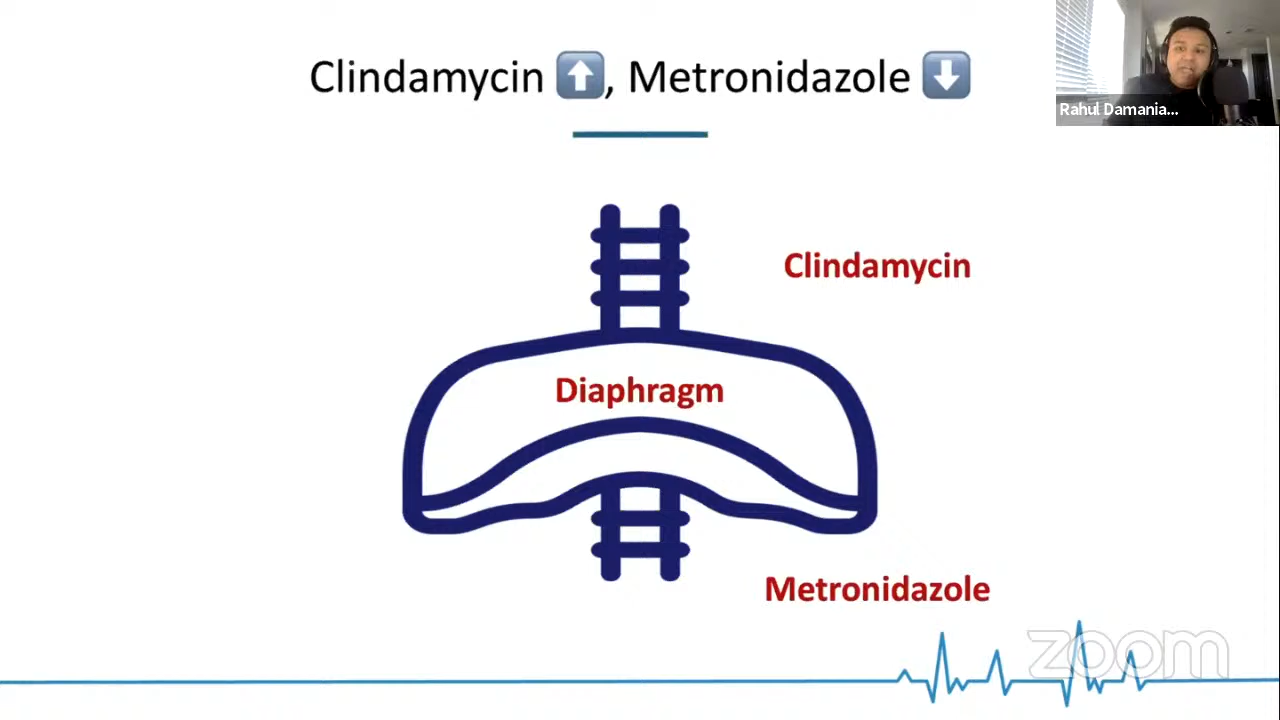 Clindamycin ⬆️, Metronidazole ⬇️
Rahul Damania...
Clindamycin
Diaphragm
Metronidazole
zoom